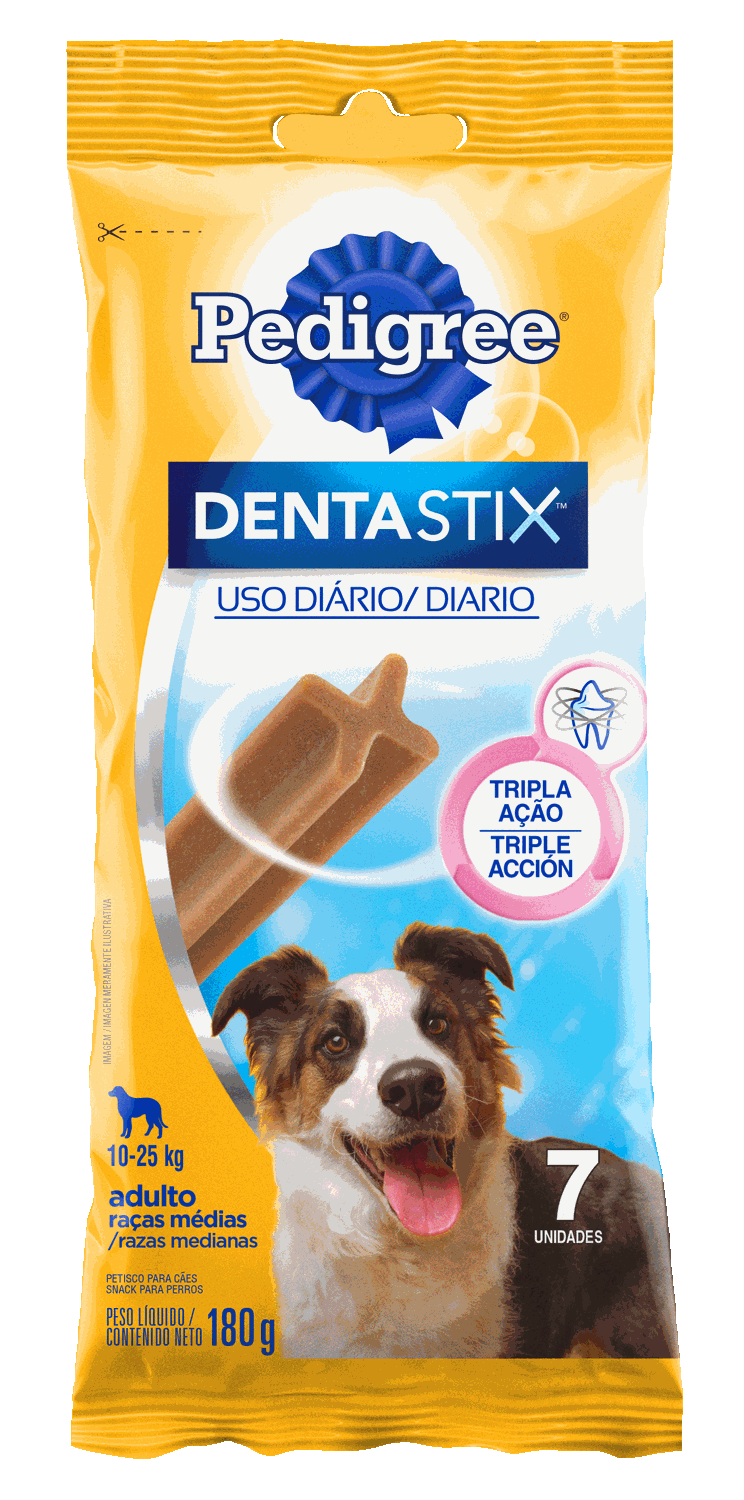 Pedigree®
DENTASTIX™
USO DIÁRIO/ DIARIO
TRIPLA
AÇÃO
TRIPLE
ACCIÓN
IMAGEM / IMAGEN MERAMENTE ILUSTRATIVA
10-25 kg
adulto
raças médias
/razas medianas
7
UNIDADES
PETISCO PARA CÃES
SNACK PARA PERROS
PESO LÍQUIDO /
CONTENIDO NETO 180g